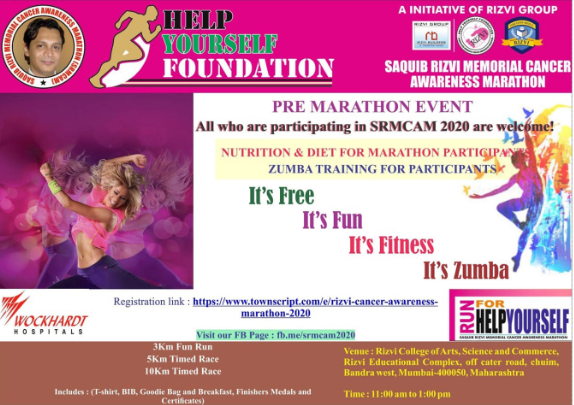 SAQUIB RIZVI MEMORIAL CANCER AWARENESS MARATHON (SRMCAM)
HELP
YOURSELF
FOUNDATION
A INITIATIVE OF RIZVI GROUP
RIZVI GROUP
RIZVI
SAQUIB RIZVI MEMORIAL CANCER
AWARENESS MARATHON
PRE MARATHON EVENT
All who are participating in SRMCAM 2020 are welcome!
NUTRITION & DIET FOR MARATHON PARTICIPANTS
ZUMBA TRAINING FOR PARTICIPANTS
It's Free
It's Fun
It's Fitness
It's Zumba
WOCKHARDT
HOSPITALS
Registration link : https://www.townscript.com/e/rizvi-cancer-awareness-
marathon-2020
Visit our FB Page : fb.me/srmcam2020
RUN FOR
HELPYOURSELF
SAQUIB RIZVI MEMORIAL CANCER AWARENESS MARATHON.
3Km Fun Run
5Km Timed Race
10Km Timed Race
Includes : (T-shirt, BIB, Goodie Bag and Breakfast, Finishers Medals and
Certificates)
Venue : Rizvi College of Arts, Science and Commerce,
Rizvi Educational Complex, off cater road, chuim,
Bandra west, Mumbai-400050, Maharashtra
Time : 11:00 am to 1:00 pm